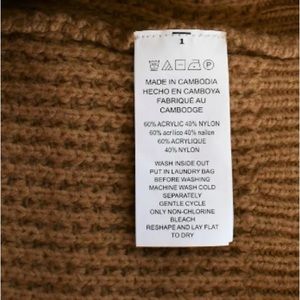 1
MADE IN CAMBODIA
HECHO EN CAMBOYA
FABRIQUÉ AU
CAMBODGE
60% ACRYLIC 40% NYLON
60% acrílico 40% nailon
60% ACRYLIQUE
40% NYLON
WASH INSIDE OUT
PUT IN LAUNDRY BAG
BEFORE WASHING
MACHINE WASH COLD
SEPARATELY
GENTLE CYCLE
ONLY NON-CHLORINE
BLEACH
RESHAPE AND LAY FLAT
TO DRY